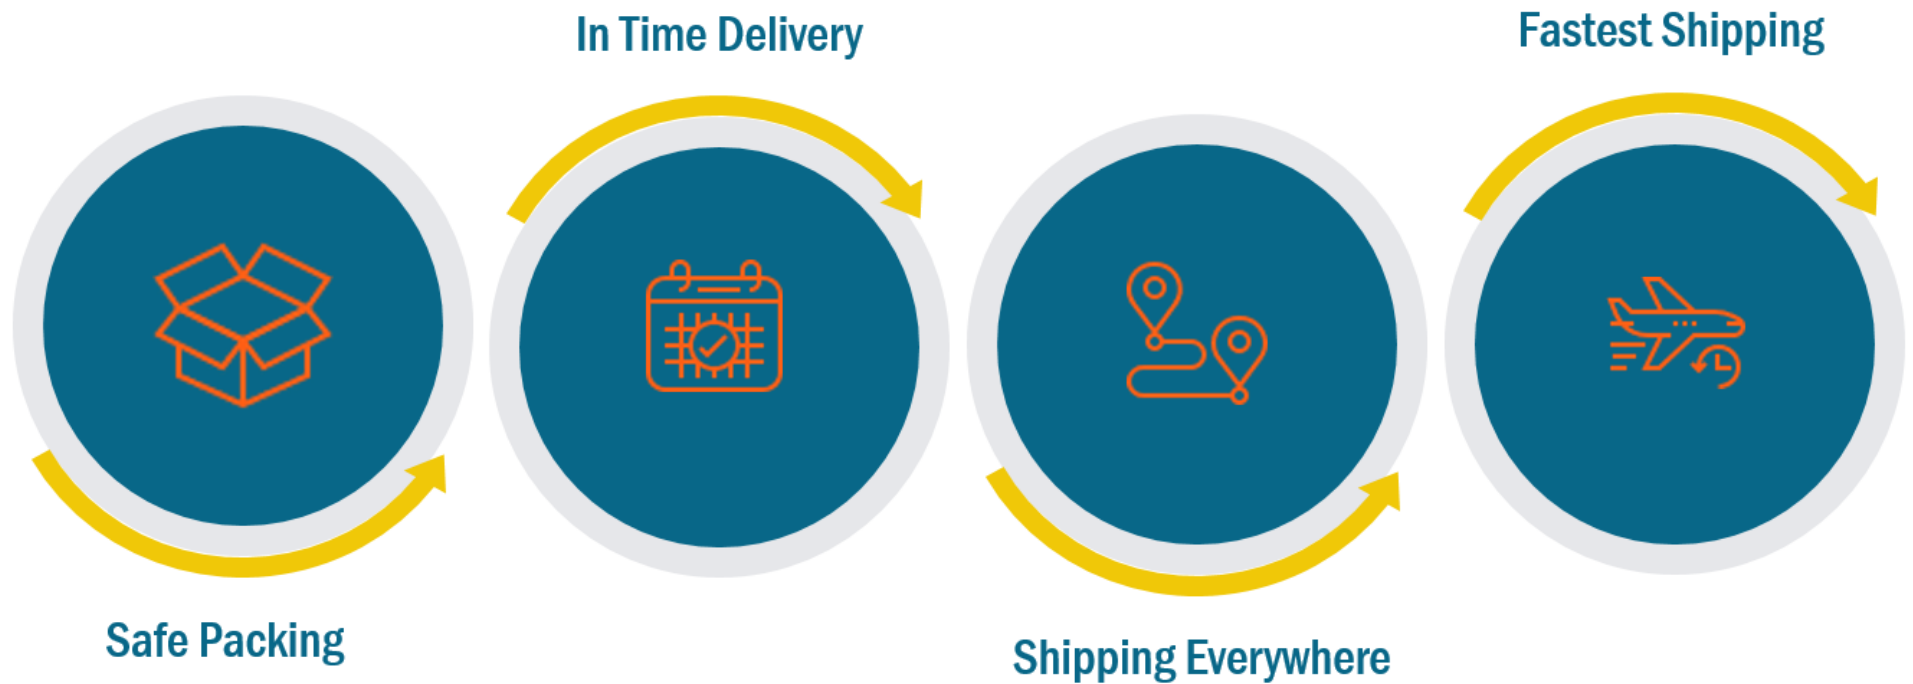 Safe Packing
In Time Delivery
Shipping Everywhere
Fastest Shipping